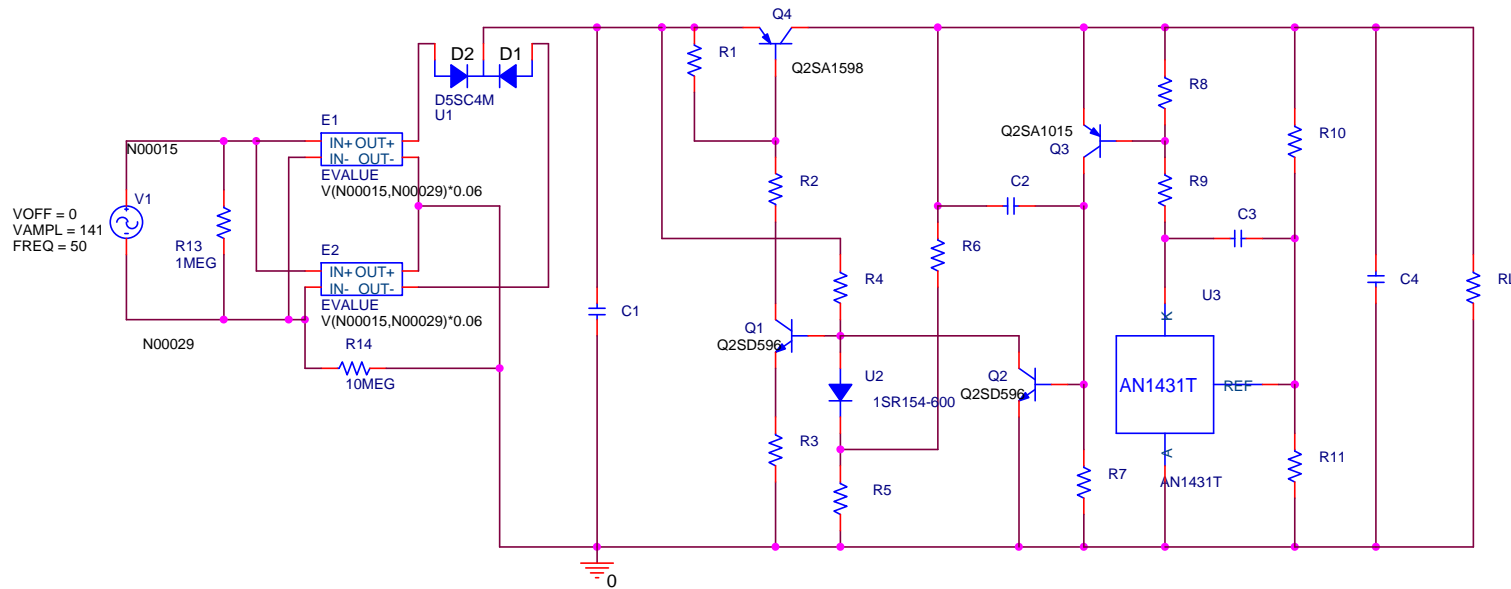 Q4
D2
D1
R1
Q2SA1598
R8
D5SC4M
U1
E1
Q2SA1015
R10
N00015
IN+ OUT+
IN- OUT-
Q3
EVALUE
V(N00015,N00029)*0.06
R2
C2
R9
V1
VOFF = 0
VAMPL = 141
FREQ = 50
C3
R13
1MEG
R6
E2
IN+ OUT+
IN- OUT-
R4
C4
RL
EVALUE
V(N00015,N00029)*0.06
U3
C1
K
Q1
Q2SD596
N00029
R14
10MEG
U2
1SR154-600
Q2
Q2SD596
AN1431T
REF
R3
A
R11
R5
R7
AN1431T
0